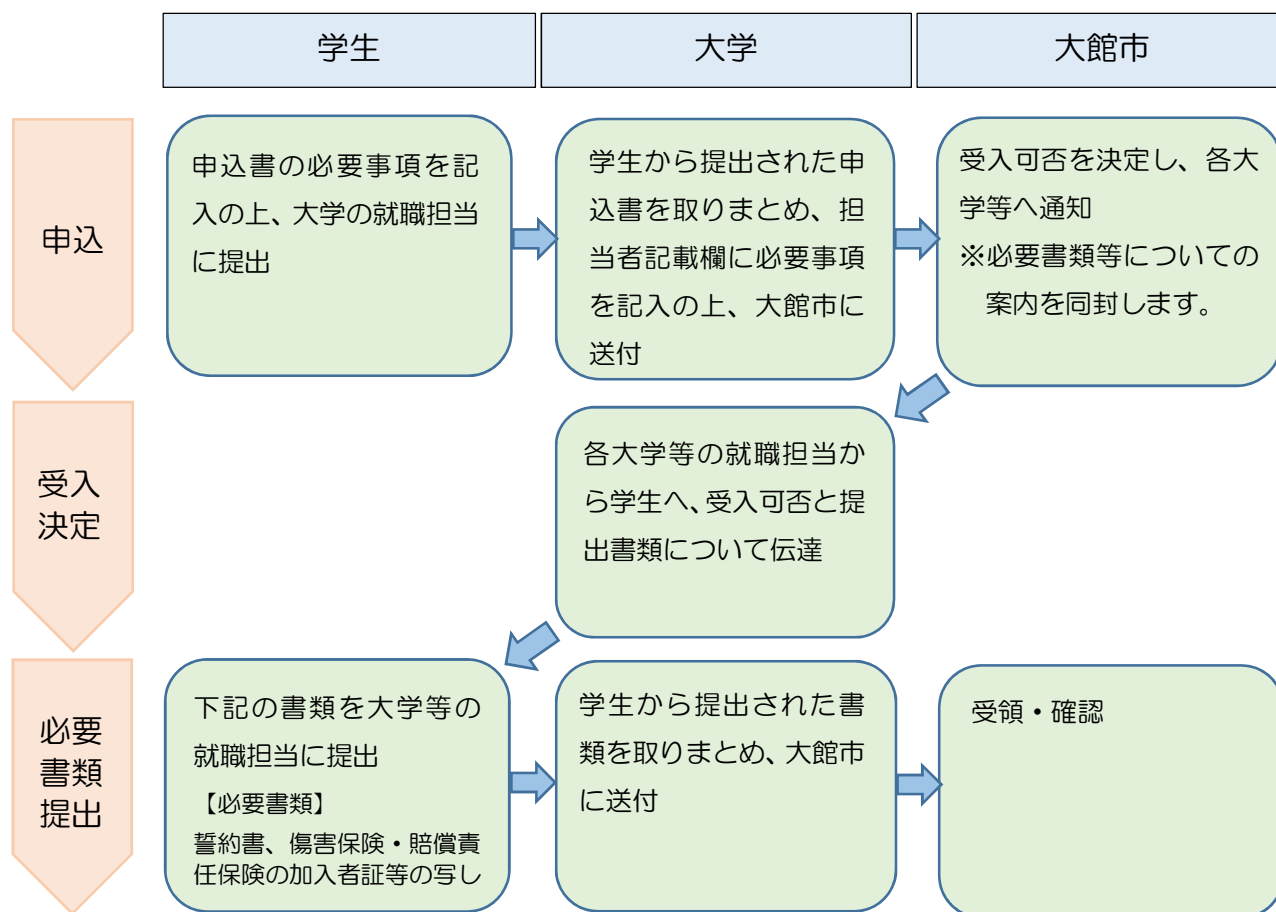 学生
大学
大館市
申込
申込書の必要事項を記
入の上、大学の就職担当
に提出
学生から提出された申
込書を取りまとめ、担
当者記載欄に必要事項
を記入の上、大館市に
送付
受入可否を決定し、各大
学等へ通知
※必要書類等についての
案内を同封します。
受入
決定
各大学等の就職担当か
ら学生へ、受入可否と提
出書類について伝達
必要
書類
提出
下記の書類を大学等の
就職担当に提出
【必要書類】
誓約書、傷害保険・賠償責
任保険の加入者証等の写し
学生から提出された書
類を取りまとめ、大館市
に送付
受領・確認